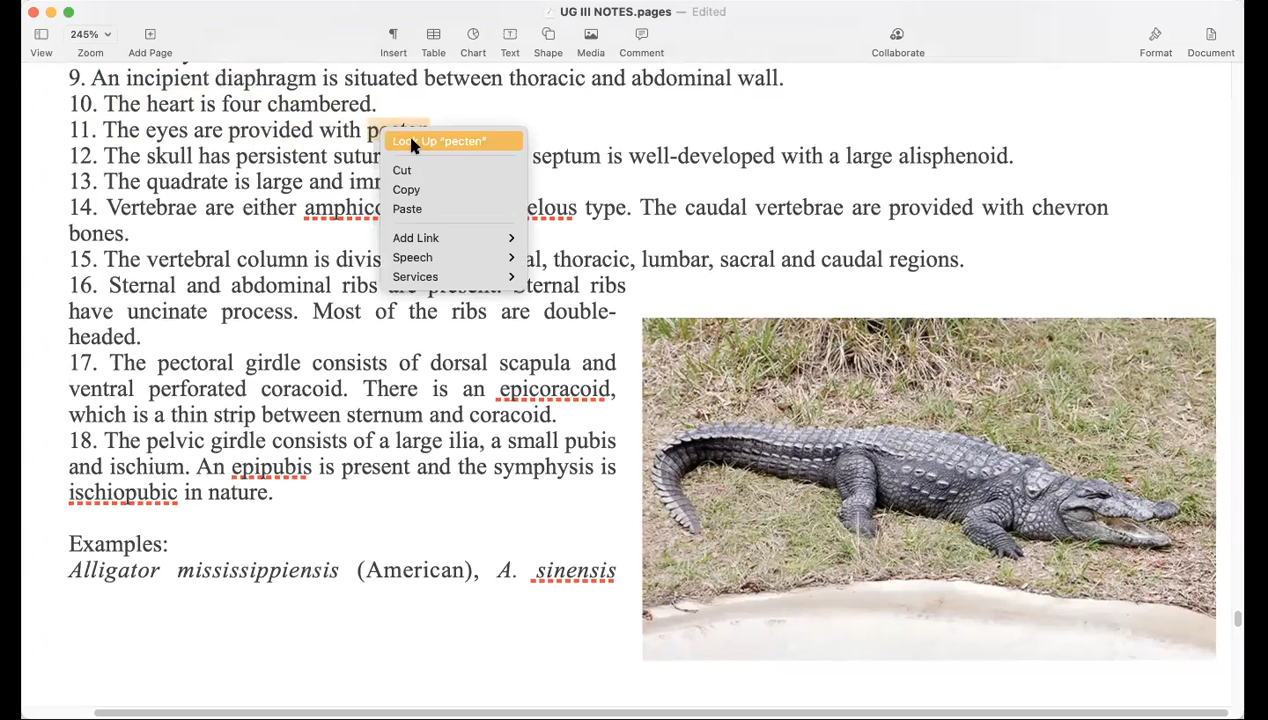 UG III NOTES.pages — Edited
245%
View Zoom Add Page Insert Table Chart Text Shape Media Comment Collaborate Format Document
9. An incipient diaphragm is situated between thoracic and abdominal wall.
10. The heart is four chambered.
11. The eyes are provided with pecten
Look Up "pecten"
12. The skull has persistent sutur septum is well-developed with a large alisphenoid.
Cut
13. The quadrate is large and imm
Copy
14. Vertebrae are either amphic elous type. The caudal vertebrae are provided with chevron
Paste
bones.
Add Link
15. The vertebral column is divis al, thoracic, lumbar, sacral and caudal regions.
Speech
Services
16. Sternal and abdominal ribs are present. Sternal ribs
have uncinate process. Most of the ribs are double-
headed.
17. The pectoral girdle consists of dorsal scapula and
ventral perforated coracoid. There is an epicoracoid,
which is a thin strip between sternum and coracoid.
18. The pelvic girdle consists of a large ilia, a small pubis
and ischium. An epipubis is present and the symphysis is
ischiopubic in nature.
Examples:
Alligator mississippiensis (American), A. sinensis